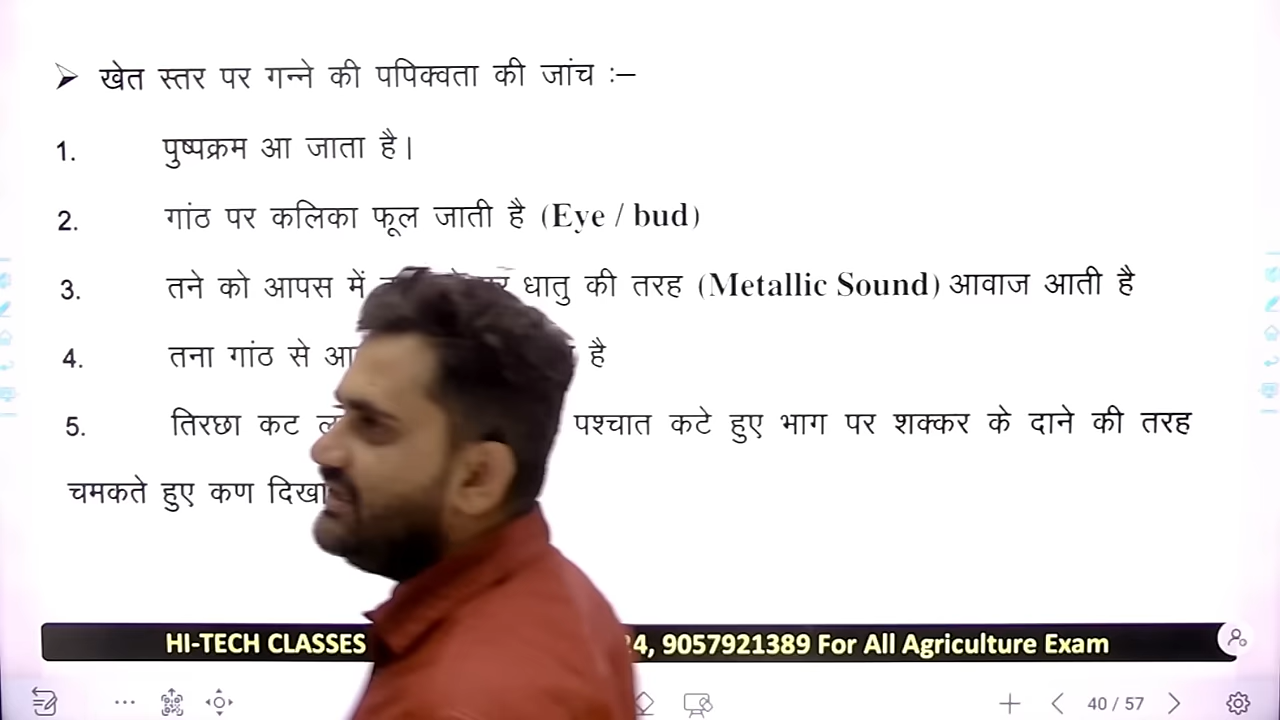 ➢ खेत स्तर पर गन्ने की पपिक्वता की जांच :–
1. पुष्पक्रम आ जाता है।
2. गांठ पर कलिका फूल जाती है (Eye / bud)
3. तने को आपस में धातु की तरह (Metallic Sound) आवाज आती है
4. तना गांठ से है
5. तिरछा कट पश्चात कटे हुए भाग पर शक्कर के दाने की तरह
चमकते हुए कण
HI-TECH CLASSES 9057921389 For All Agriculture Exam
40 / 57